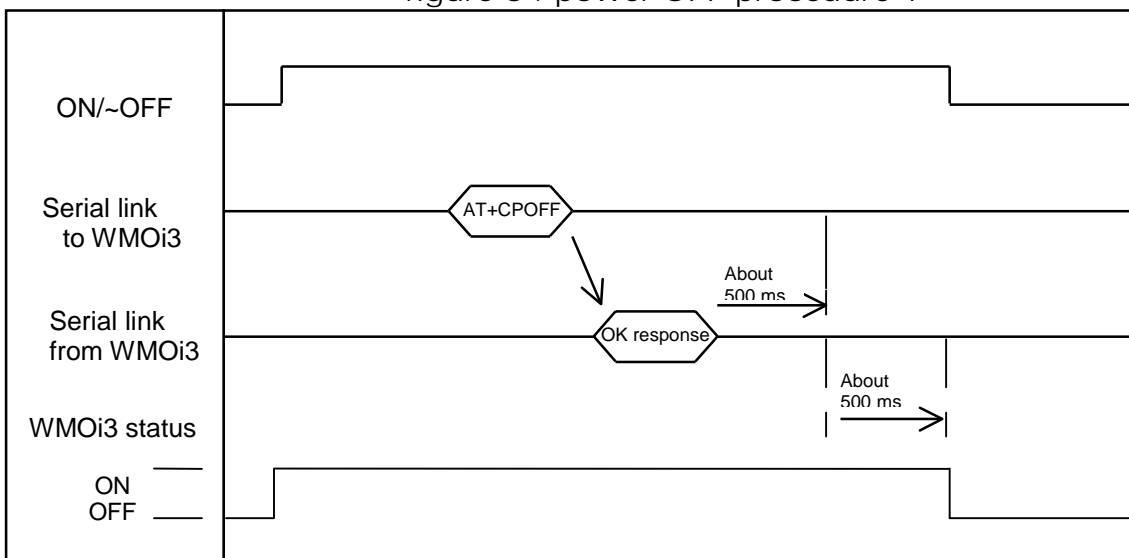 ON/~OFF
Serial link
to WMOi3
AT+CPOFF
About
500 ms
Serial link
from WMOi3
OK response
About
500 ms
WMOi3 status
ON
OFF